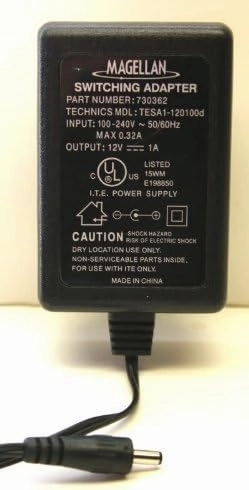 MAGELLAN
SWITCHING ADAPTER
PART NUMBER: 730362
TECHNICS MDL: TESA1-120100d
INPUT: 100-240V ~ 50/60Hz
MAX 0.32A
OUTPUT: 12V ⎓ 1A
LISTED
c UL US 15WM
E198850
I.T.E. POWER SUPPLY
CAUTION SHOCK HAZARD
RISK OF ELECTRIC SHOCK
DRY LOCATION USE ONLY.
NON-SERVICEABLE PARTS INSIDE.
FOR USE WITH ITE ONLY.
MADE IN CHINA